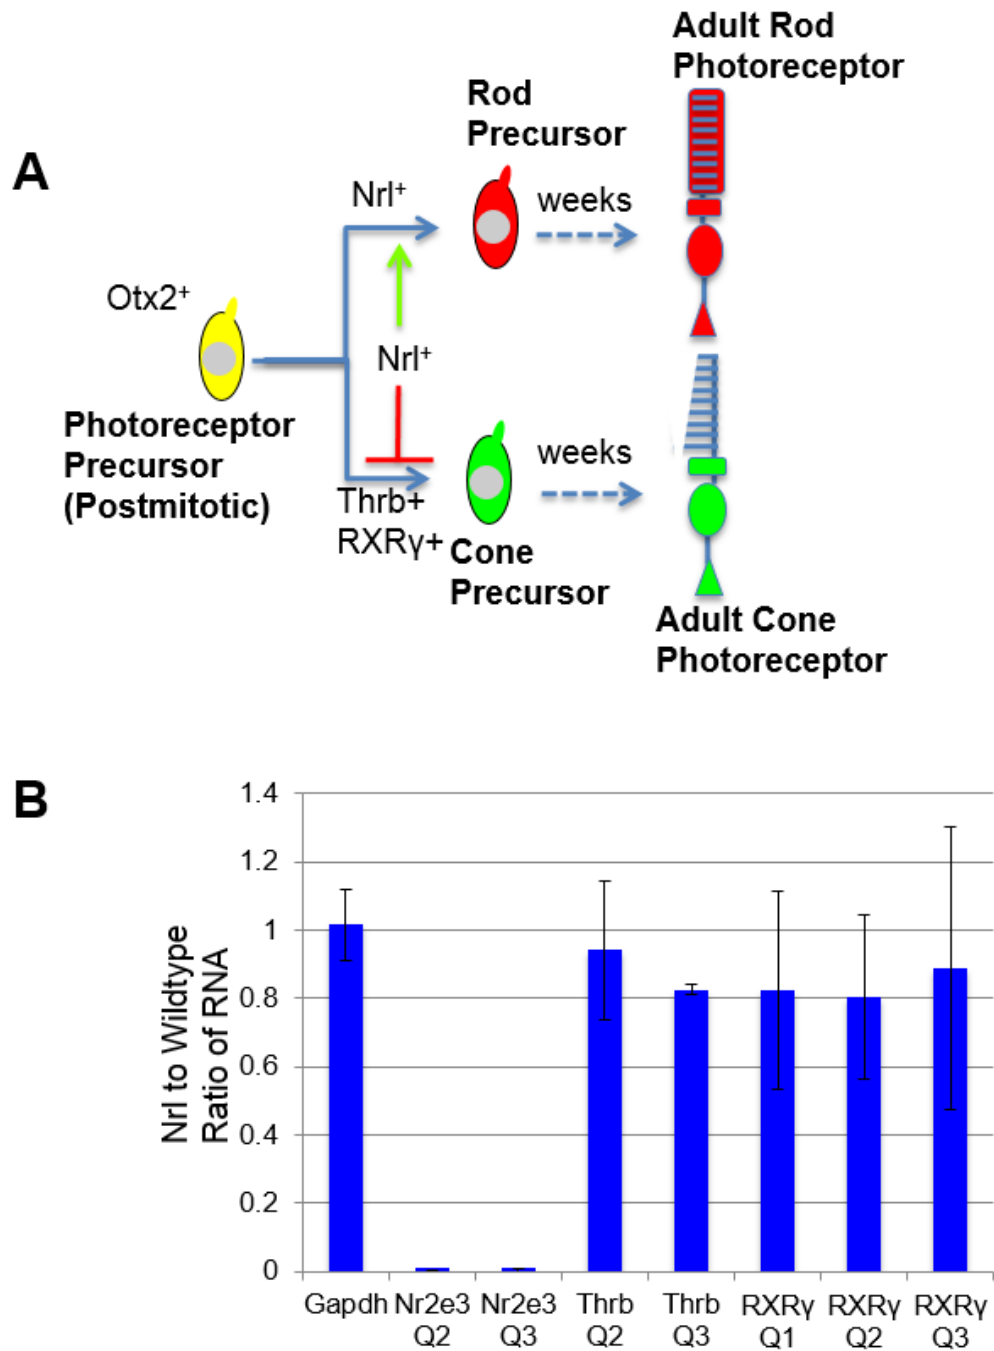 A
Adult Rod
Photoreceptor
Rod
Precursor
Nrl⁺
weeks
Otx2⁺
Nrl⁺
Photoreceptor
Precursor
(Postmitotic)
weeks
Thrb+
RXRγ+
Cone
Precursor
Adult Cone
Photoreceptor
B
Nrl to Wildtype
Ratio of RNA
1.4
1.2
1
0.8
0.6
0.4
0.2
0
Gapdh Nr2e3 Nr2e3 Thrb Thrb RXRγ RXRγ RXRγ
Q2 Q3 Q2 Q3 Q1 Q2 Q3